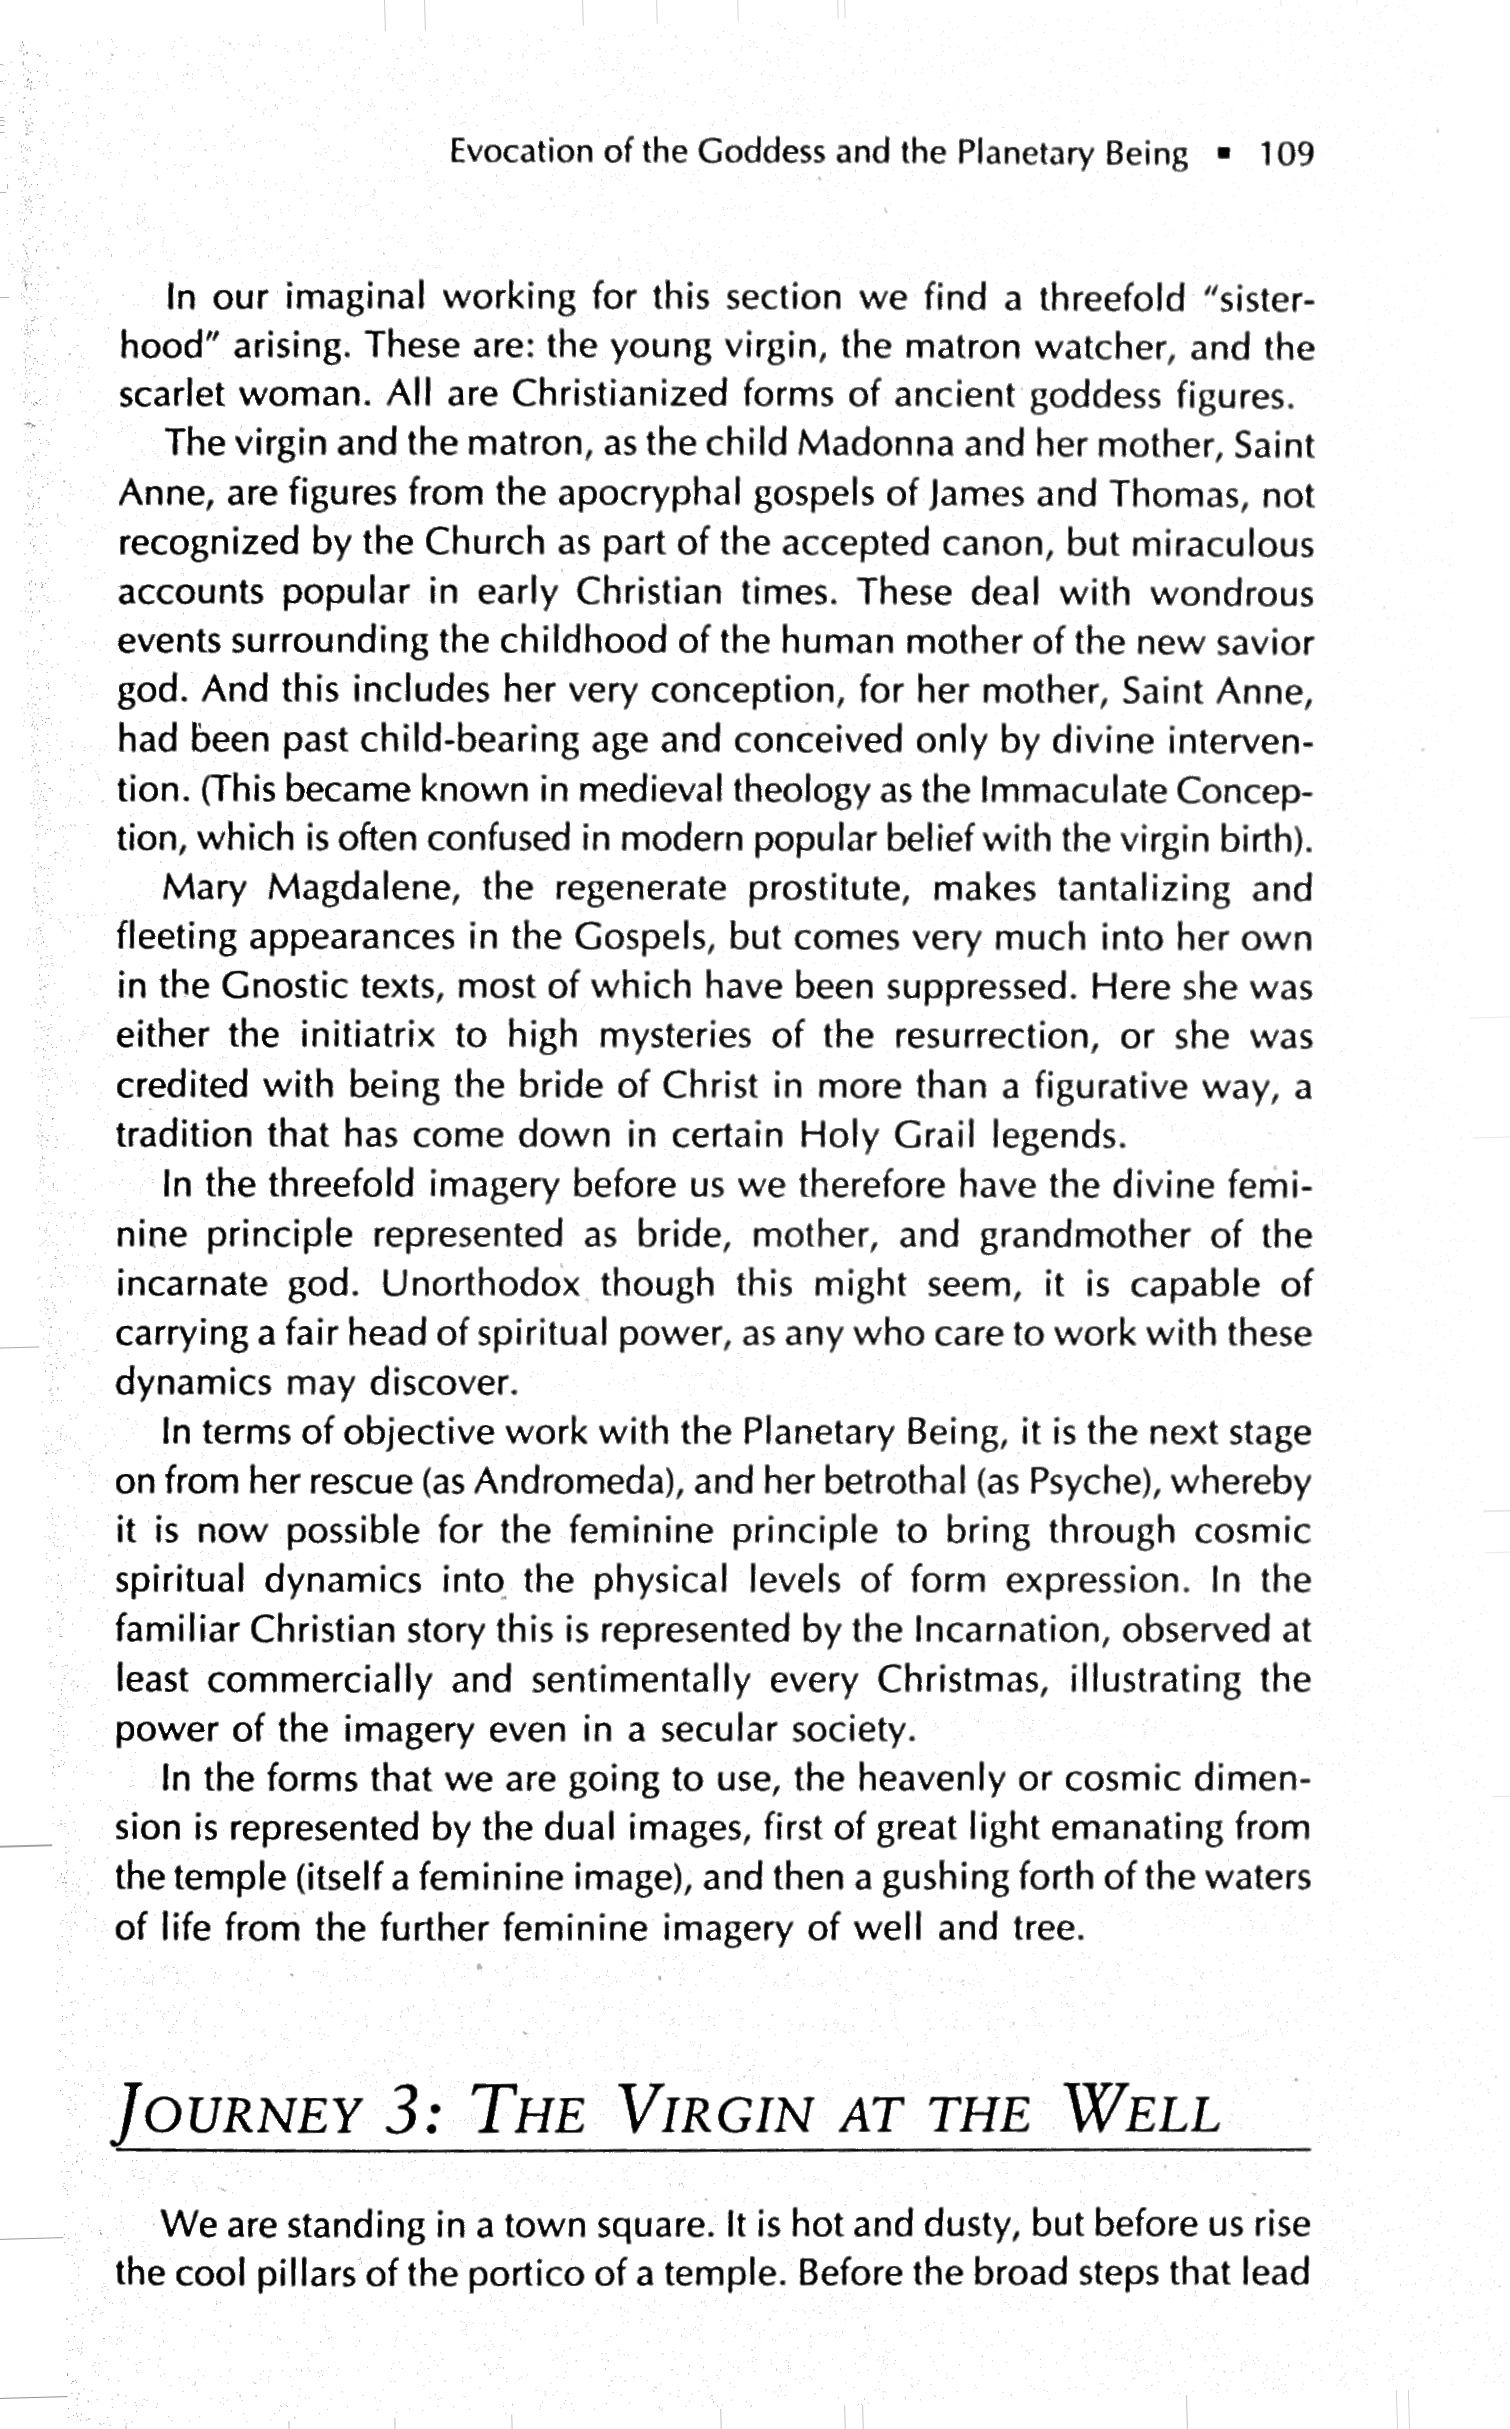 Evocation of the Goddess and the Planetary Being ▪ 109
In our imaginal working for this section we find a threefold "sister-
hood" arising. These are: the young virgin, the matron watcher, and the
scarlet woman. All are Christianized forms of ancient goddess figures.
The virgin and the matron, as the child Madonna and her mother, Saint
Anne, are figures from the apocryphal gospels of James and Thomas, not
recognized by the Church as part of the accepted canon, but miraculous
accounts popular in early Christian times. These deal with wondrous
events surrounding the childhood of the human mother of the new savior
god. And this includes her very conception, for her mother, Saint Anne,
had been past child-bearing age and conceived only by divine interven-
tion. (This became known in medieval theology as the Immaculate Concep-
tion, which is often confused in modern popular belief with the virgin birth).
Mary Magdalene, the regenerate prostitute, makes tantalizing and
fleeting appearances in the Gospels, but comes very much into her own
in the Gnostic texts, most of which have been suppressed. Here she was
either the initiatrix to high mysteries of the resurrection, or she was
credited with being the bride of Christ in more than a figurative way, a
tradition that has come down in certain Holy Grail legends.
In the threefold imagery before us we therefore have the divine femi-
nine principle represented as bride, mother, and grandmother of the
incarnate god. Unorthodox though this might seem, it is capable of
carrying a fair head of spiritual power, as any who care to work with these
dynamics may discover.
In terms of objective work with the Planetary Being, it is the next stage
on from her rescue (as Andromeda), and her betrothal (as Psyche), whereby
it is now possible for the feminine principle to bring through cosmic
spiritual dynamics into the physical levels of form expression. In the
familiar Christian story this is represented by the Incarnation, observed at
least commercially and sentimentally every Christmas, illustrating the
power of the imagery even in a secular society.
In the forms that we are going to use, the heavenly or cosmic dimen-
sion is represented by the dual images, first of great light emanating from
the temple (itself a feminine image), and then a gushing forth of the waters
of life from the further feminine imagery of well and tree.
JOURNEY 3: THE VIRGIN AT THE WELL
We are standing in a town square. It is hot and dusty, but before us rise
the cool pillars of the portico of a temple. Before the broad steps that lead